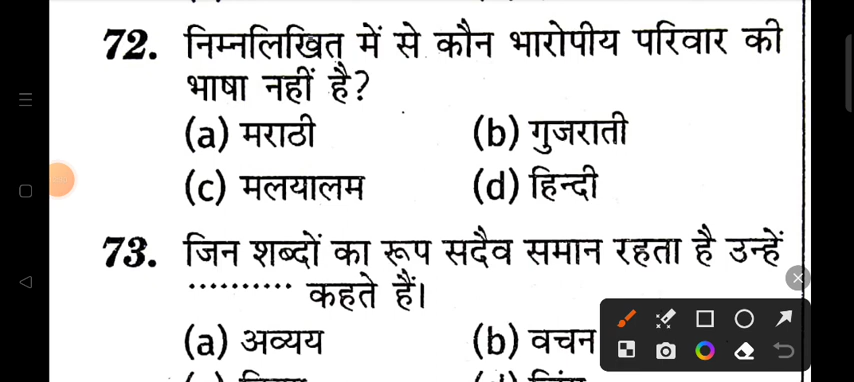 72. निम्नलिखित में से कौन भारोपीय परिवार की
भाषा नहीं है?
(a) मराठी (b) गुजराती
(c) मलयालम (d) हिन्दी
73. जिन शब्दों का रूप सदैव समान रहता है उन्हें
.......... कहते हैं।
(a) अव्यय (b) वचन